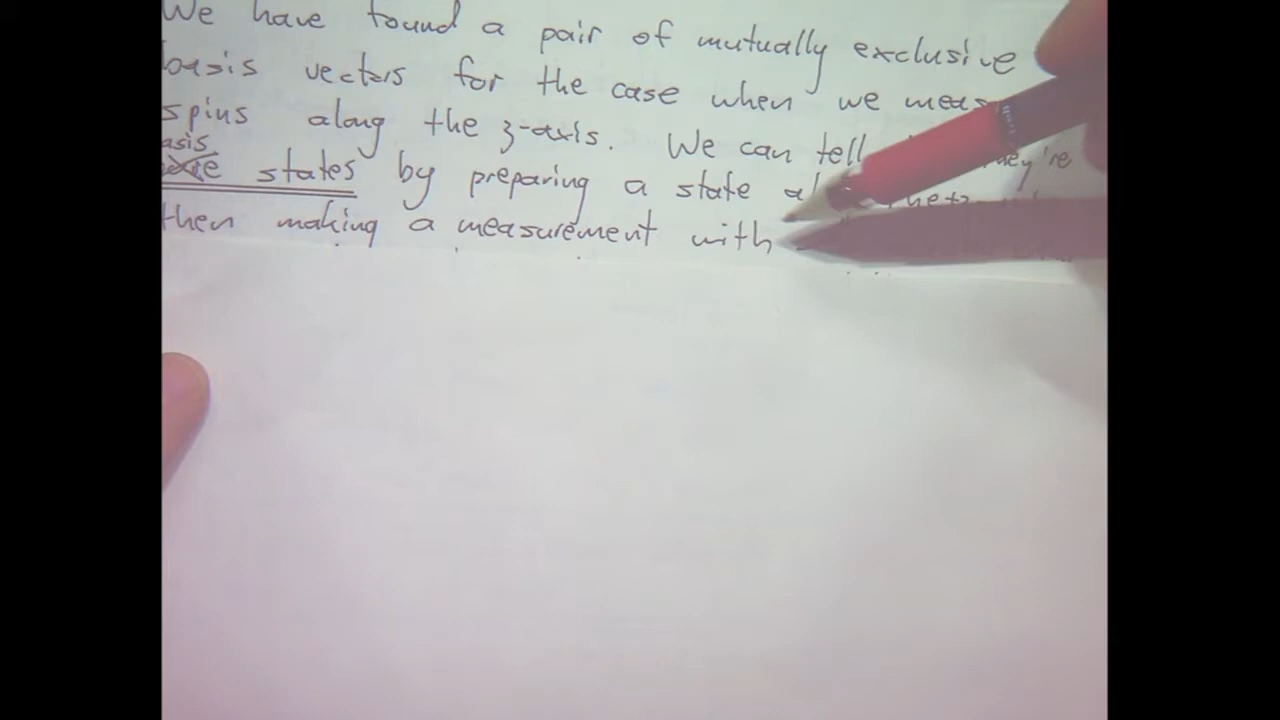 We have found a pair of mutually exclusive
basis vectors for the case when we meas
spins along the z-axis. We can tell they're
asis
states by preparing a state
then making a measurement with